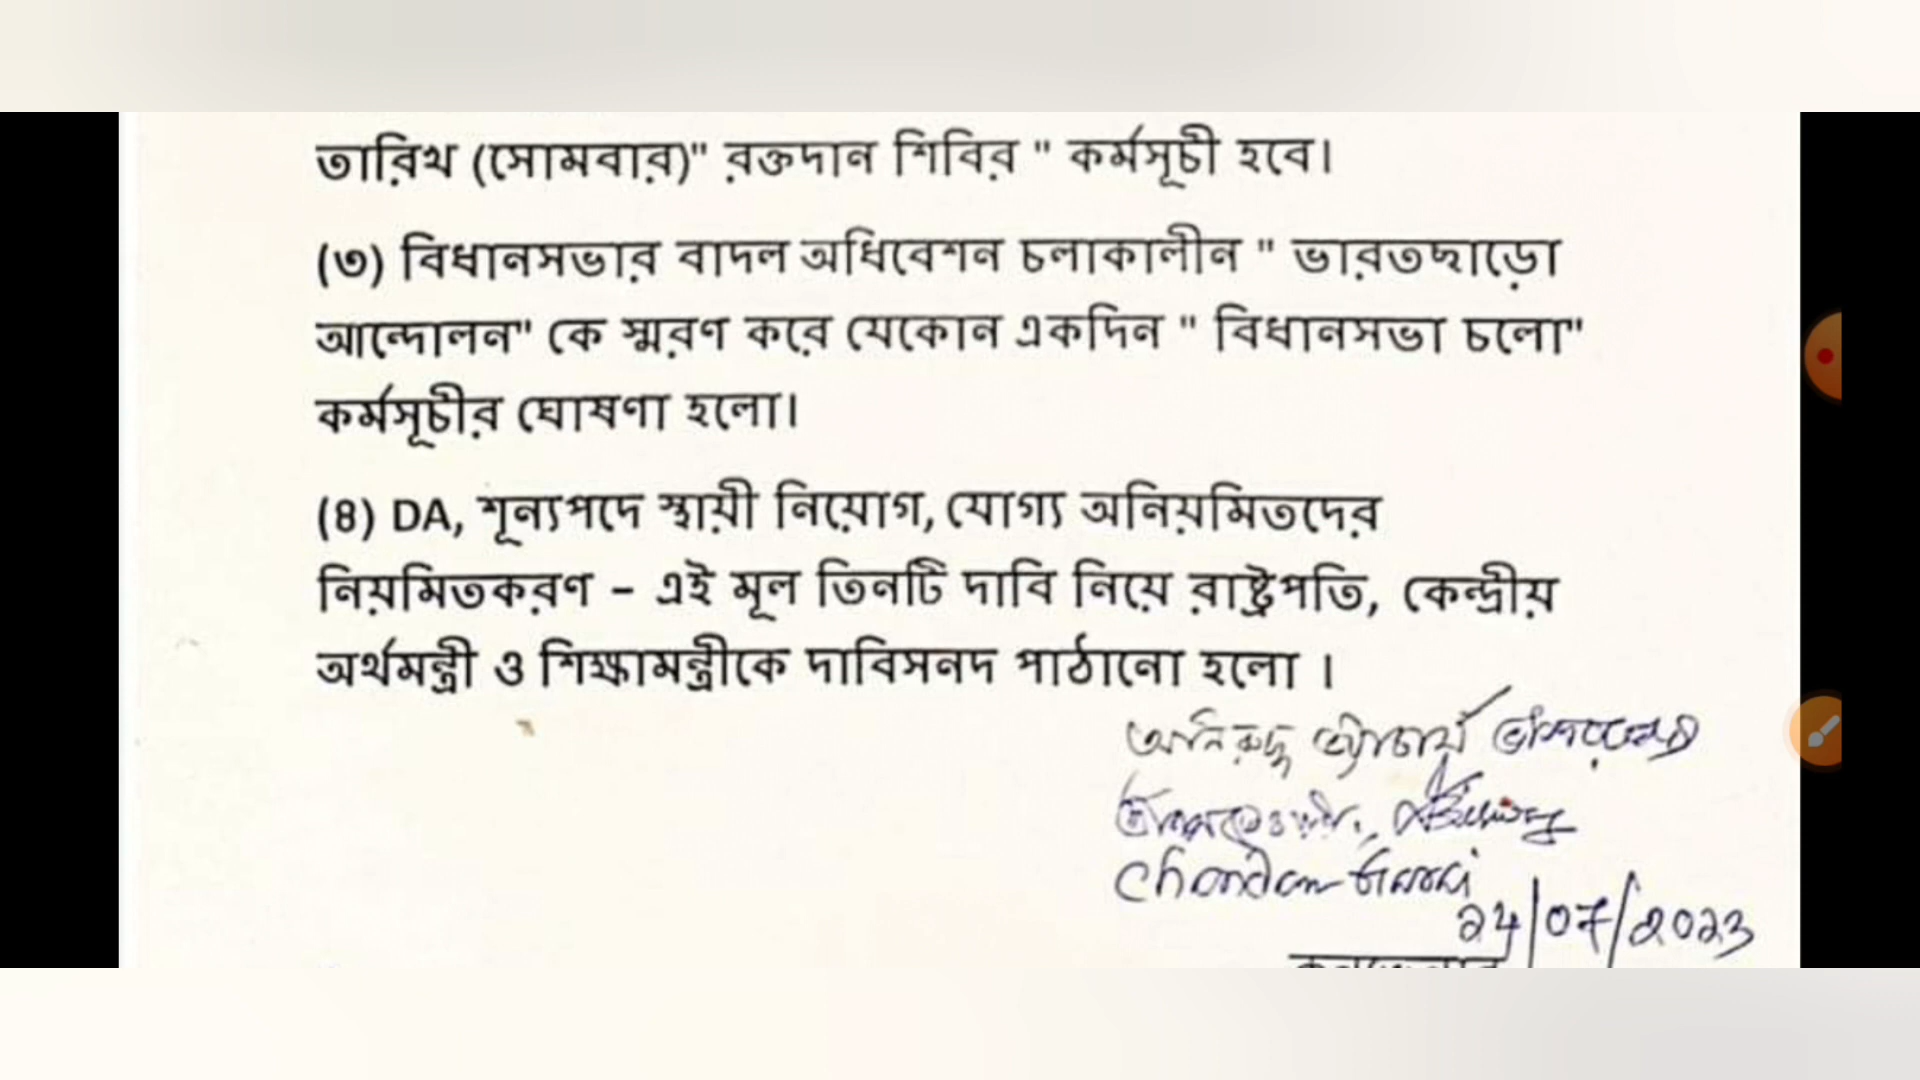 তারিখ (সোমবার)" রক্তদান শিবির " কর্মসূচী হবে।
(৩) বিধানসভার বাদল অধিবেশন চলাকালীন " ভারতছাড়ো
আন্দোলন" কে স্মরণ করে যেকোন একদিন " বিধানসভা চলো"
কর্মসূচীর ঘোষণা হলো।
(৪) DA, শূন্যপদে স্থায়ী নিয়োগ, যোগ্য অনিয়মিতদের
নিয়মিতকরণ – এই মূল তিনটি দাবি নিয়ে রাষ্ট্রপতি, কেন্দ্রীয়
অর্থমন্ত্রী ও শিক্ষামন্ত্রীকে দাবিসনদ পাঠানো হলো ।
অনিরুদ্ধ ভট্টাচার্য
Chandan
24/07/2023